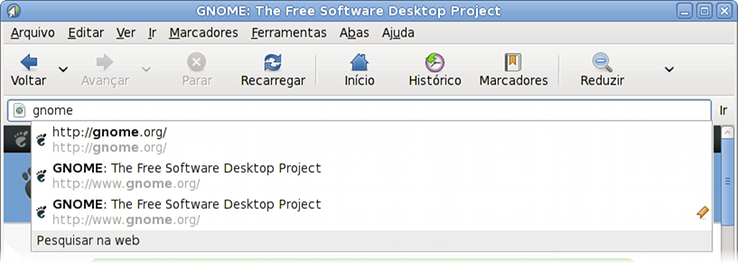 GNOME: The Free Software Desktop Project
Arquivo Editar Ver Ir Marcadores Ferramentas Abas Ajuda
Voltar Avançar Parar Recarregar Início Histórico Marcadores Reduzir
gnome Ir
http://gnome.org/
http://gnome.org/
GNOME: The Free Software Desktop Project
http://www.gnome.org/
GNOME: The Free Software Desktop Project
http://www.gnome.org/
Pesquisar na web